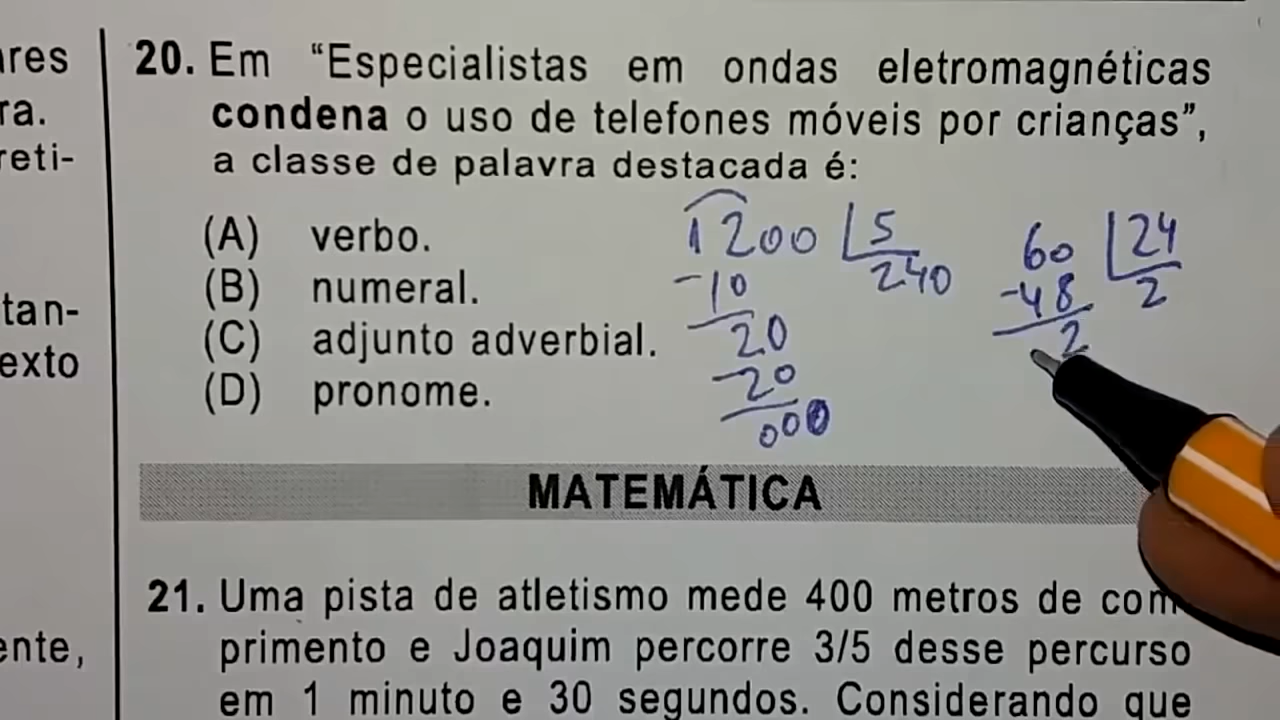 ares
ra.
reti-
tan-
exto
ente,
20. Em “Especialistas em ondas eletromagnéticas
condena o uso de telefones móveis por crianças”,
a classe de palavra destacada é:
(A) verbo.
(B) numeral.
(C) adjunto adverbial.
(D) pronome.
1200 5
-10 240
20
-20
000
60 24
-48 2
2
MATEMÁTICA
21. Uma pista de atletismo mede 400 metros de com
primento e Joaquim percorre 3/5 desse percurso
em 1 minuto e 30 segundos. Considerando que